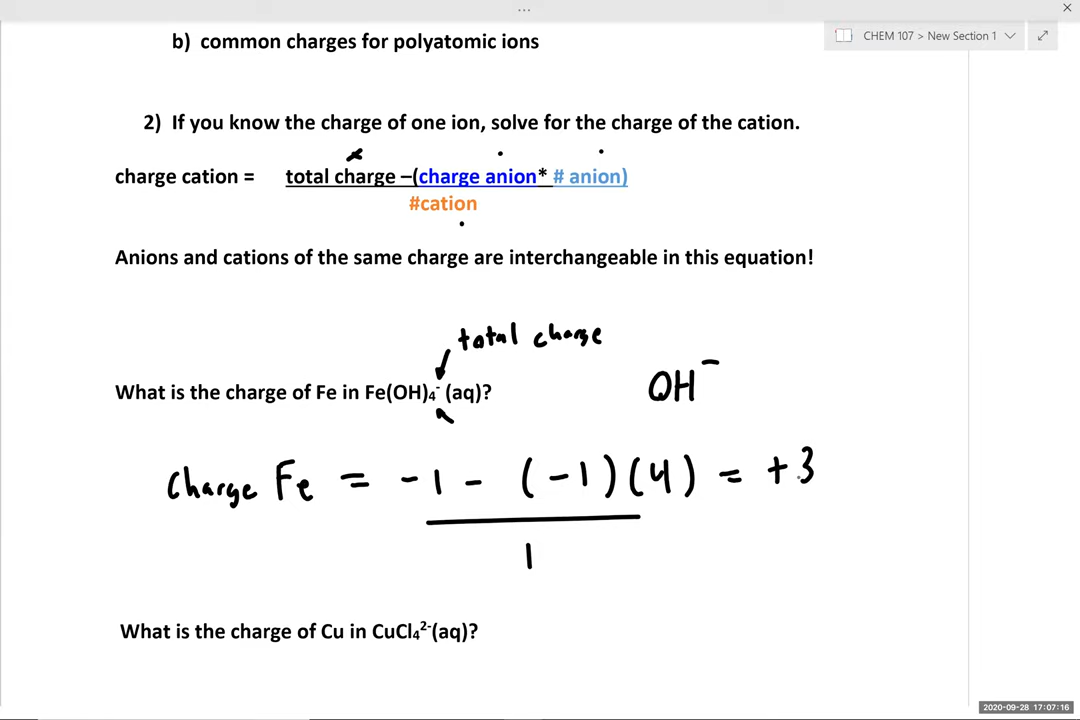 ...
b) common charges for polyatomic ions
CHEM 107 > New Section 1
2) If you know the charge of one ion, solve for the charge of the cation.
charge cation = total charge –(charge anion* # anion)
#cation
Anions and cations of the same charge are interchangeable in this equation!
total charge
What is the charge of Fe in Fe(OH)₄⁻ (aq)?
OH⁻
charge Fe = -1 - (-1)(4) = +3
1
What is the charge of Cu in CuCl₄²⁻(aq)?
2020-09-28 17:07:16